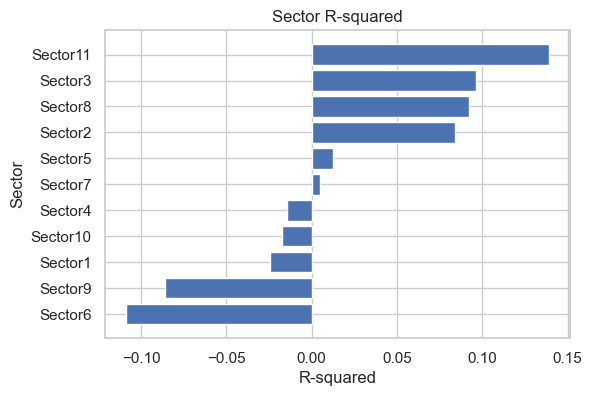 Sector R-squared
Sector
Sector11
Sector3
Sector8
Sector2
Sector5
Sector7
Sector4
Sector10
Sector1
Sector9
Sector6
−0.10
−0.05
0.00
0.05
0.10
0.15
R-squared